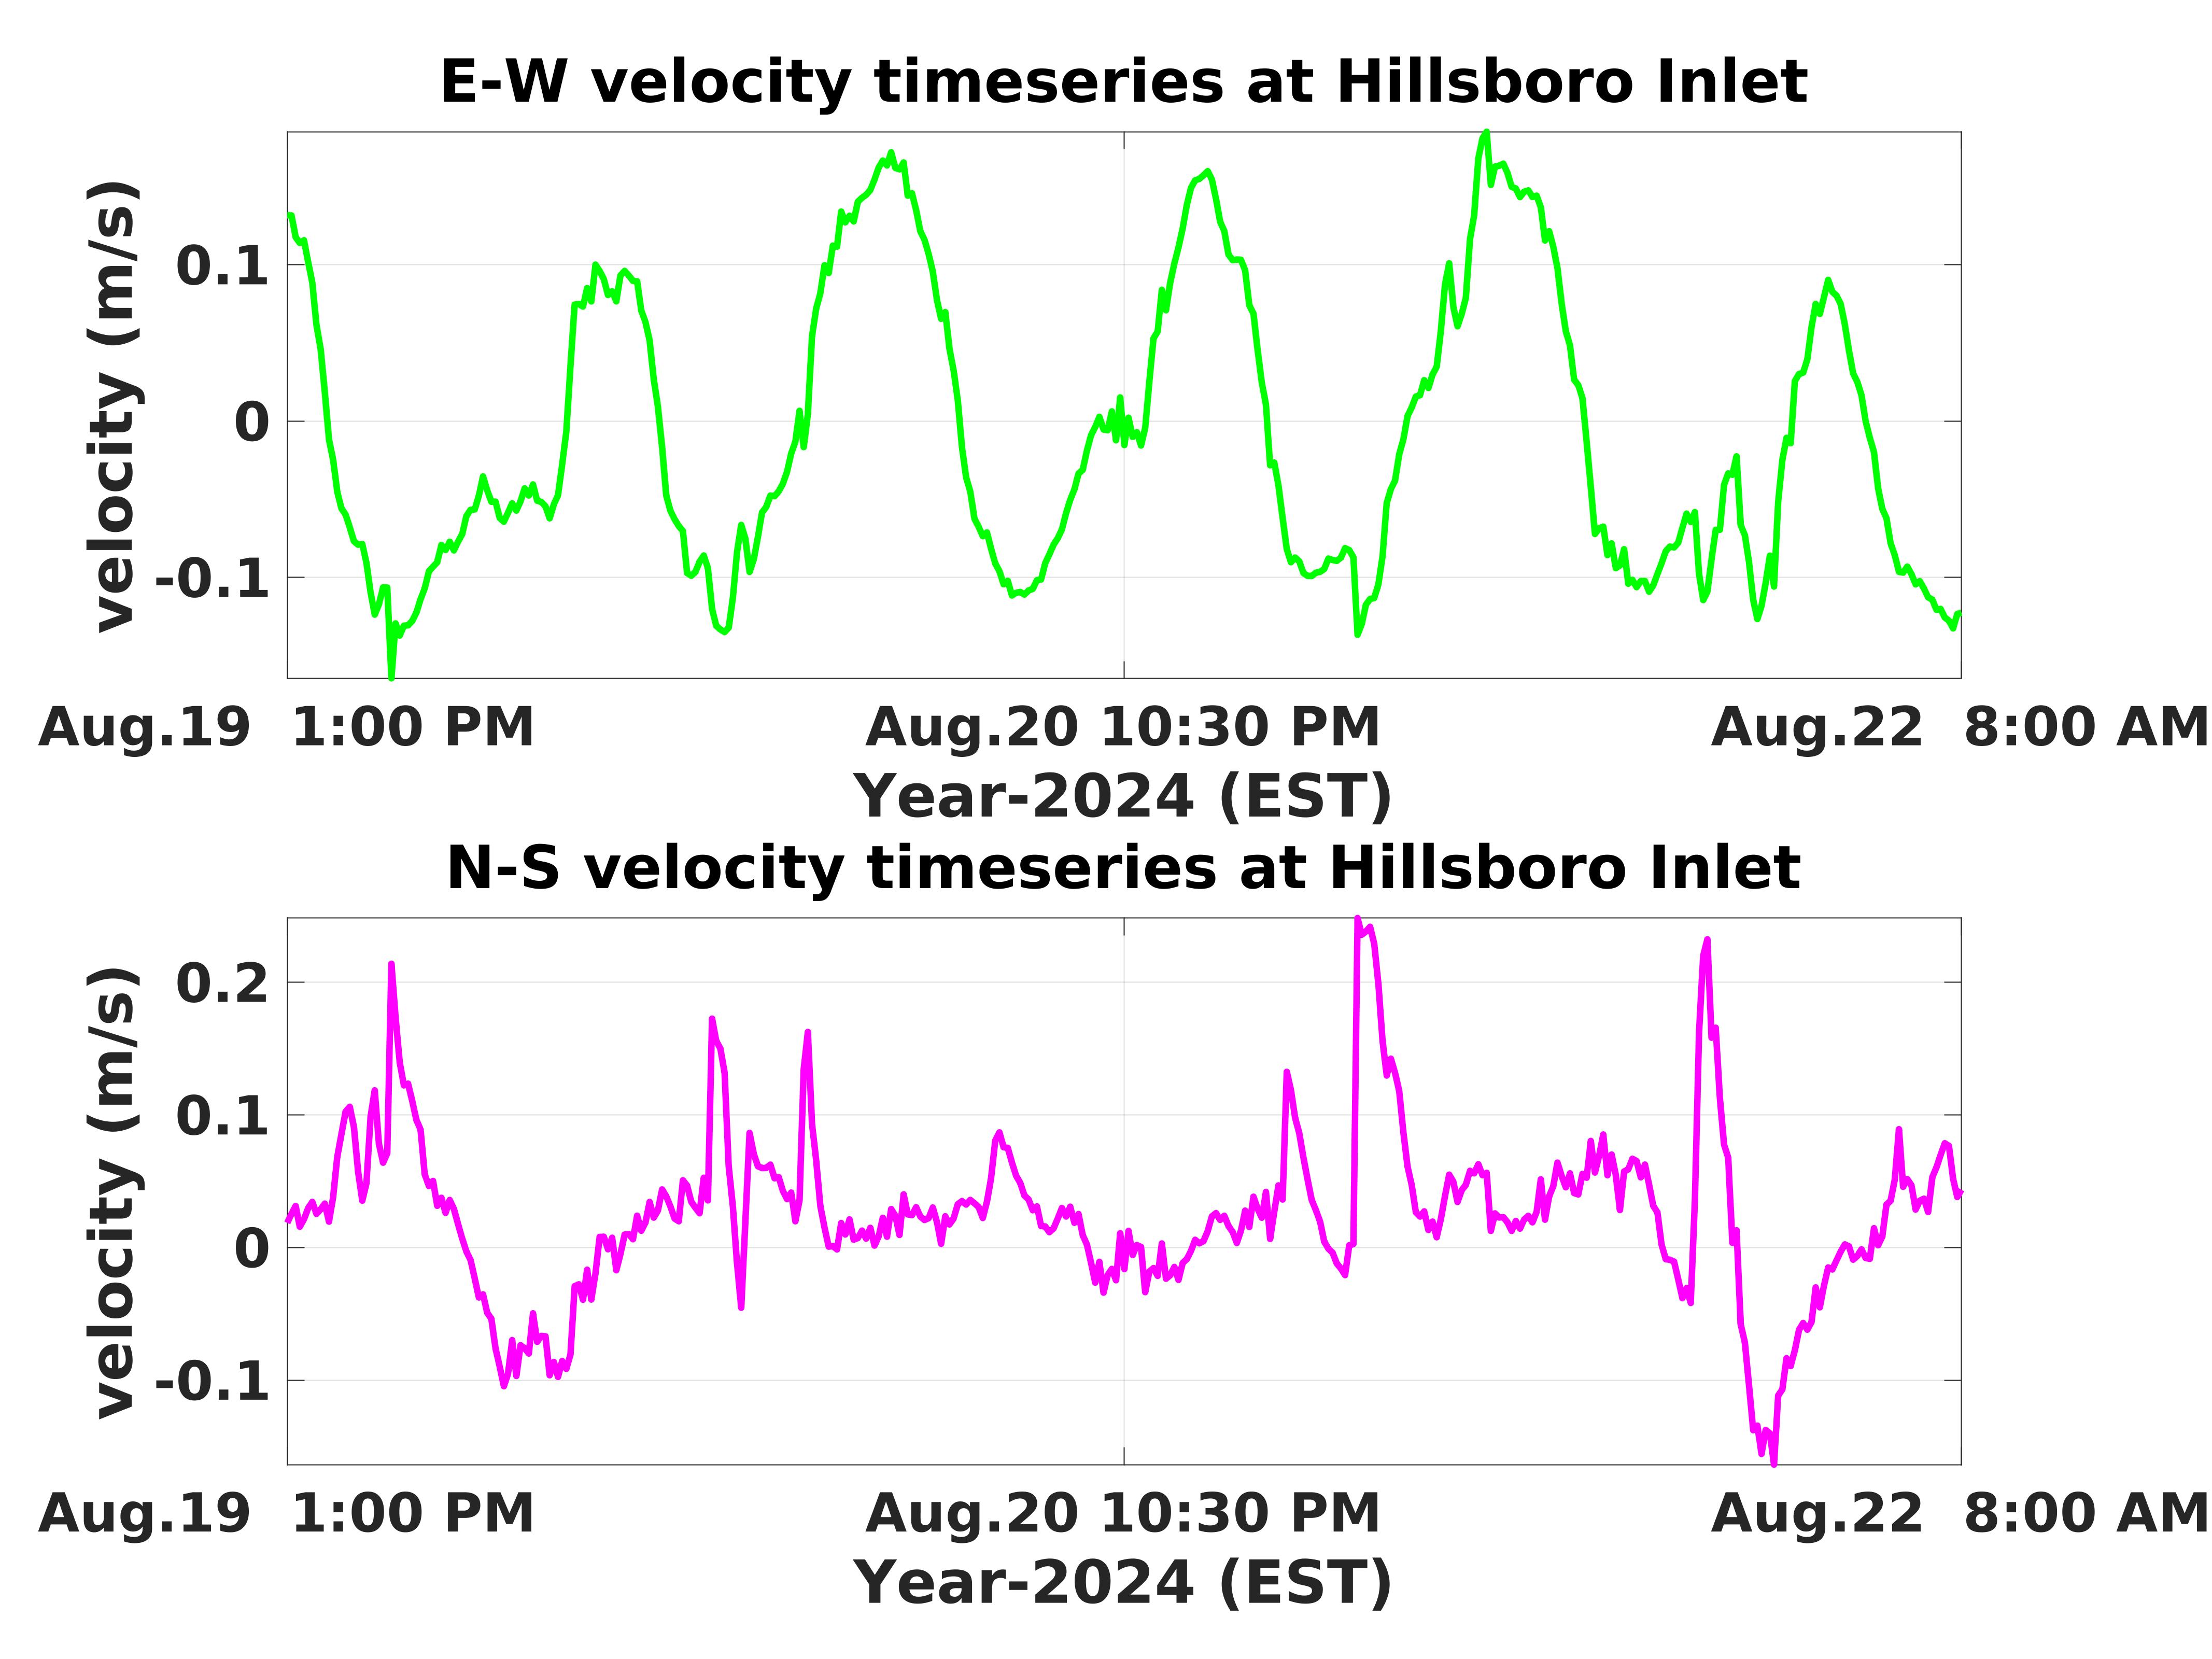 E-W velocity timeseries at Hillsboro Inlet
velocity (m/s)
0.1
0
-0.1
Aug.19  1:00 PM
Aug.20 10:30 PM
Aug.22  8:00 AM
Year-2024 (EST)
N-S velocity timeseries at Hillsboro Inlet
velocity (m/s)
0.2
0.1
0
-0.1
Aug.19  1:00 PM
Aug.20 10:30 PM
Aug.22  8:00 AM
Year-2024 (EST)